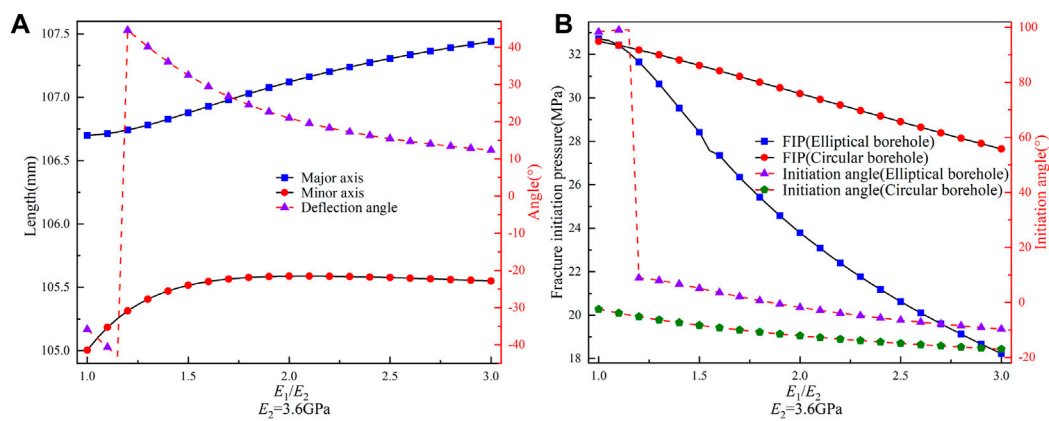 A
107.5
107.0
106.5
106.0
105.5
105.0
Length(mm)
Major axis
Minor axis
Deflection angle
40
30
20
10
0
-10
-20
-30
-40
Angle(°)
1.0 1.5 2.0 2.5 3.0
E₁/E₂
E₂=3.6GPa
B
32
30
28
26
24
22
20
18
Fracture initiation pressure(MPa)
FIP(Elliptical borehole)
FIP(Circular borehole)
Initiation angle(Elliptical borehole)
Initiation angle(Circular borehole)
100
80
60
40
20
0
-20
Initiation angle(°)
1.0 1.5 2.0 2.5 3.0
E₁/E₂
E₂=3.6GPa